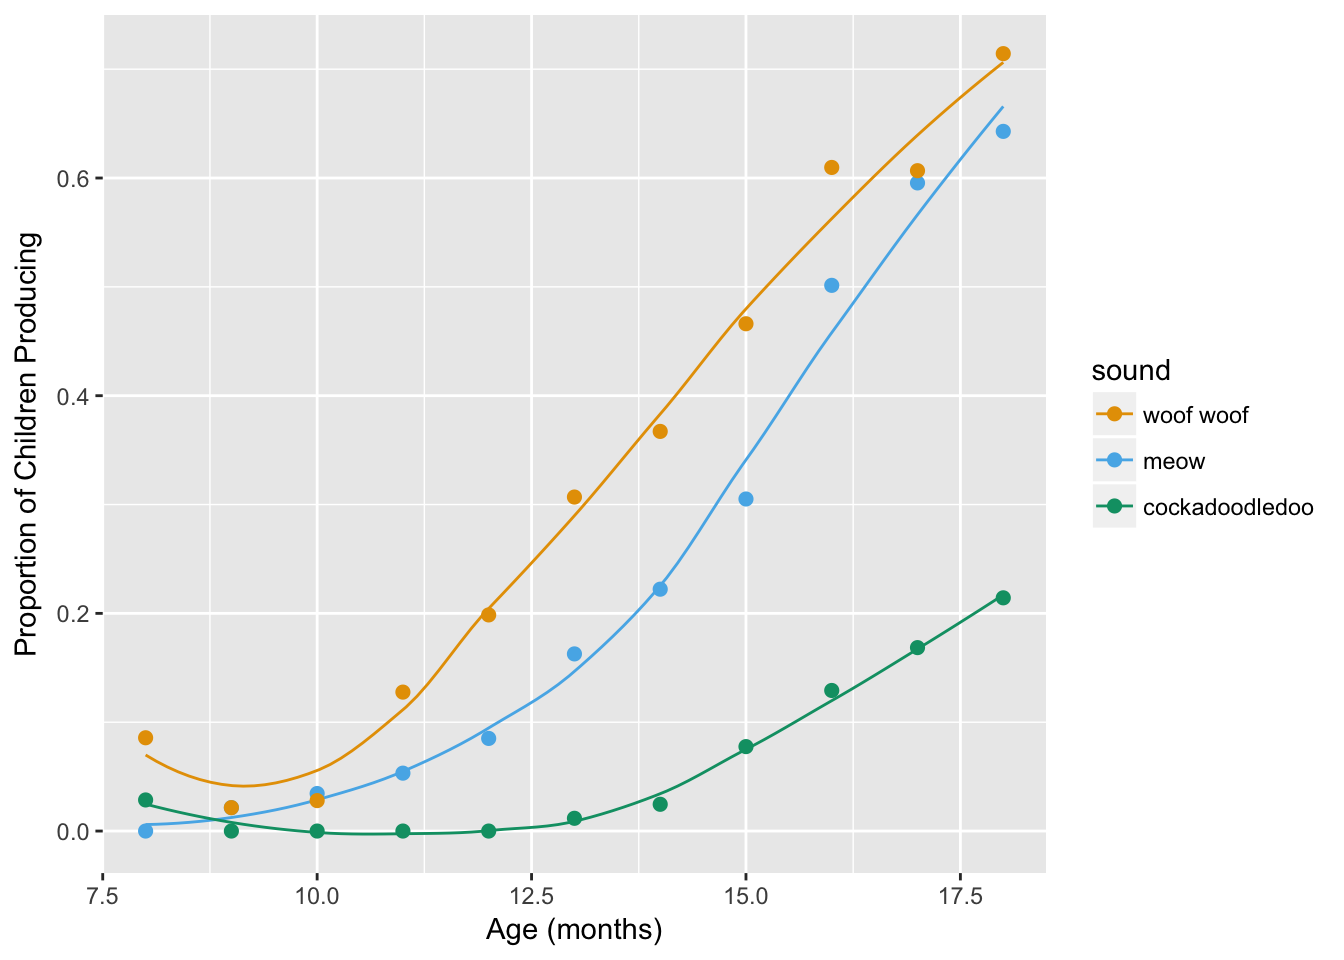 Proportion of Children Producing
0.6
0.4
0.2
0.0
7.5 10.0 12.5 15.0 17.5
Age (months)
sound
woof woof
meow
cockadoodledoo